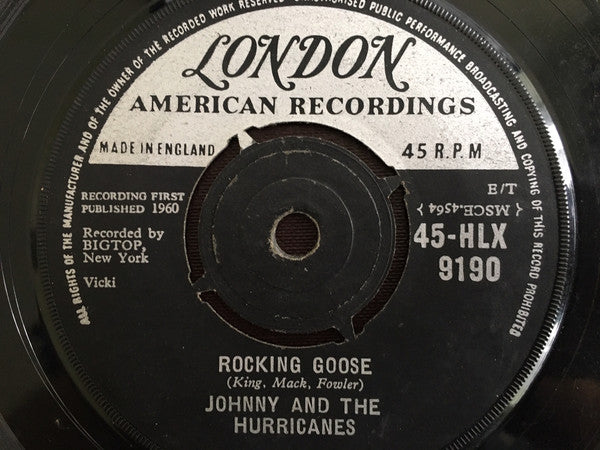 ALL RIGHTS OF THE MANUFACTURER AND OF THE OWNER OF THE RECORDED WORK RESERVED UNAUTHORISED PUBLIC PERFORMANCE BROADCASTING AND COPYING OF THIS RECORD PROHIBITED
LONDON
AMERICAN RECORDINGS
MADE IN ENGLAND
45 R.P.M
RECORDING FIRST
PUBLISHED 1960
Recorded by
BIGTOP,
New York
Vicki
E/T
(MSCE.4564)
45-HLX
9190
ROCKING GOOSE
(King, Mack, Fowler)
JOHNNY AND THE
HURRICANES